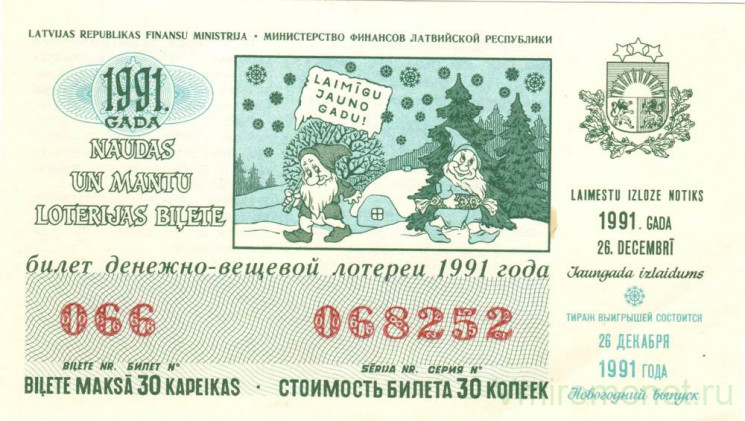 LATVIJAS REPUBLIKAS FINANSU MINISTRIJA • МИНИСТЕРСТВО ФИНАНСОВ ЛАТВИЙСКОЙ РЕСПУБЛИКИ
1991.
GADA
NAUDAS
UN MANTU
LOTERIJAS BIĻETE
LAIMĪGU
JAUNO
GADU!
билет денежно-вещевой лотереи 1991 года
066 068252
BIĻETE NR. БИЛЕТ № SĒRIJA NR. СЕРИЯ №
BIĻETE MAKSĀ 30 KAPEIKAS • СТОИМОСТЬ БИЛЕТА 30 КОПЕЕК
LAIMESTU IZLOZE NOTIKS
1991. GADA
26. DECEMBRĪ
Jaungada izlaidums
ТИРАЖ ВЫИГРЫШЕЙ СОСТОИТСЯ
26 ДЕКАБРЯ
1991 ГОДА
Новогодний выпуск